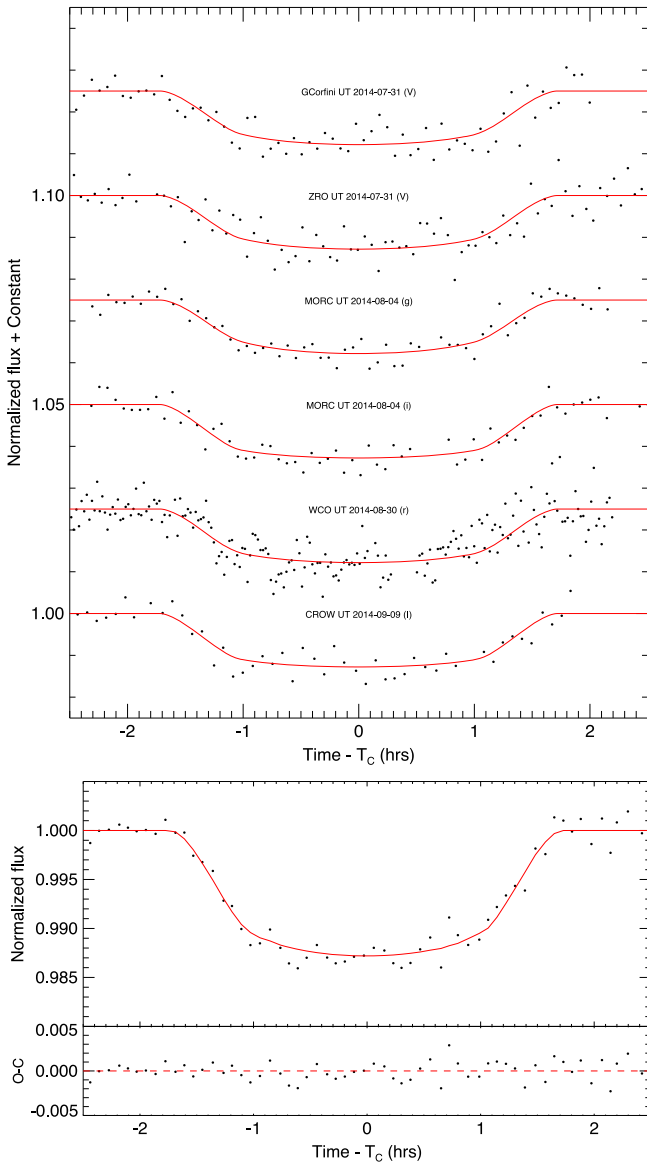 GCorfini UT 2014-07-31 (V)
1.10
ZRO UT 2014-07-31 (V)
MORC UT 2014-08-04 (g)
Normalized flux + Constant
1.05
MORC UT 2014-08-04 (i)
WCO UT 2014-08-30 (r)
1.00
CROW UT 2014-09-09 (I)
-2 -1 0 1 2
Time - TC (hrs)
1.000
0.995
Normalized flux
0.990
0.985
0.005
O-C
0.000
-0.005
-2 -1 0 1 2
Time - TC (hrs)